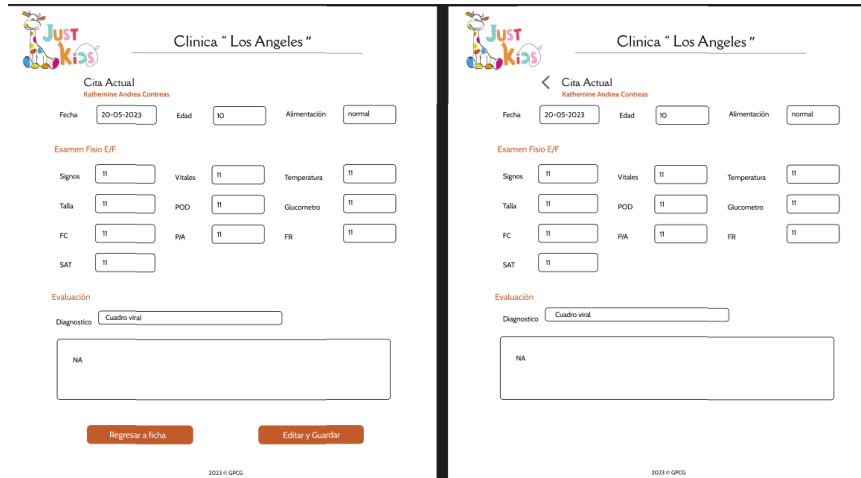 Just
Kids
Clinica “ Los Angeles ”
Cita Actual
Kathernine Andrea Contreas
Fecha 20-05-2023 Edad 10 Alimentación normal
Examen Fisio E/F
Signos 11 Vitales 11 Temperatura 11
Talla 11 POD 11 Glucometro 11
FC 11 P/A 11 FR 11
SAT 11
Evaluación
Diagnostico Cuadro viral
NA
Regresar a ficha Editar y Guardar
2023 © GPCG
Just
Kids
Clinica “ Los Angeles ”
Cita Actual
Kathernine Andrea Contreas
Fecha 20-05-2023 Edad 10 Alimentación normal
Examen Fisio E/F
Signos 11 Vitales 11 Temperatura 11
Talla 11 POD 11 Glucometro 11
FC 11 P/A 11 FR 11
SAT 11
Evaluación
Diagnostico Cuadro viral
NA
2023 © GPCG